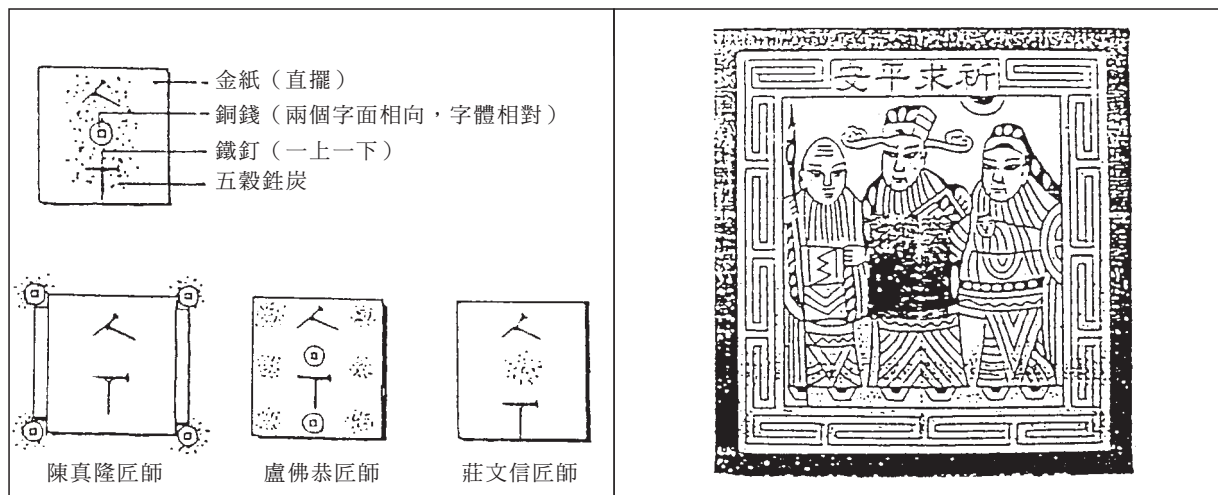 金紙（直擺）
銅錢（兩個字面相向，字體相對）
鐵釘（一上一下）
五穀鉎炭
陳真隆匠師
盧佛恭匠師
莊文信匠師
祈求平安